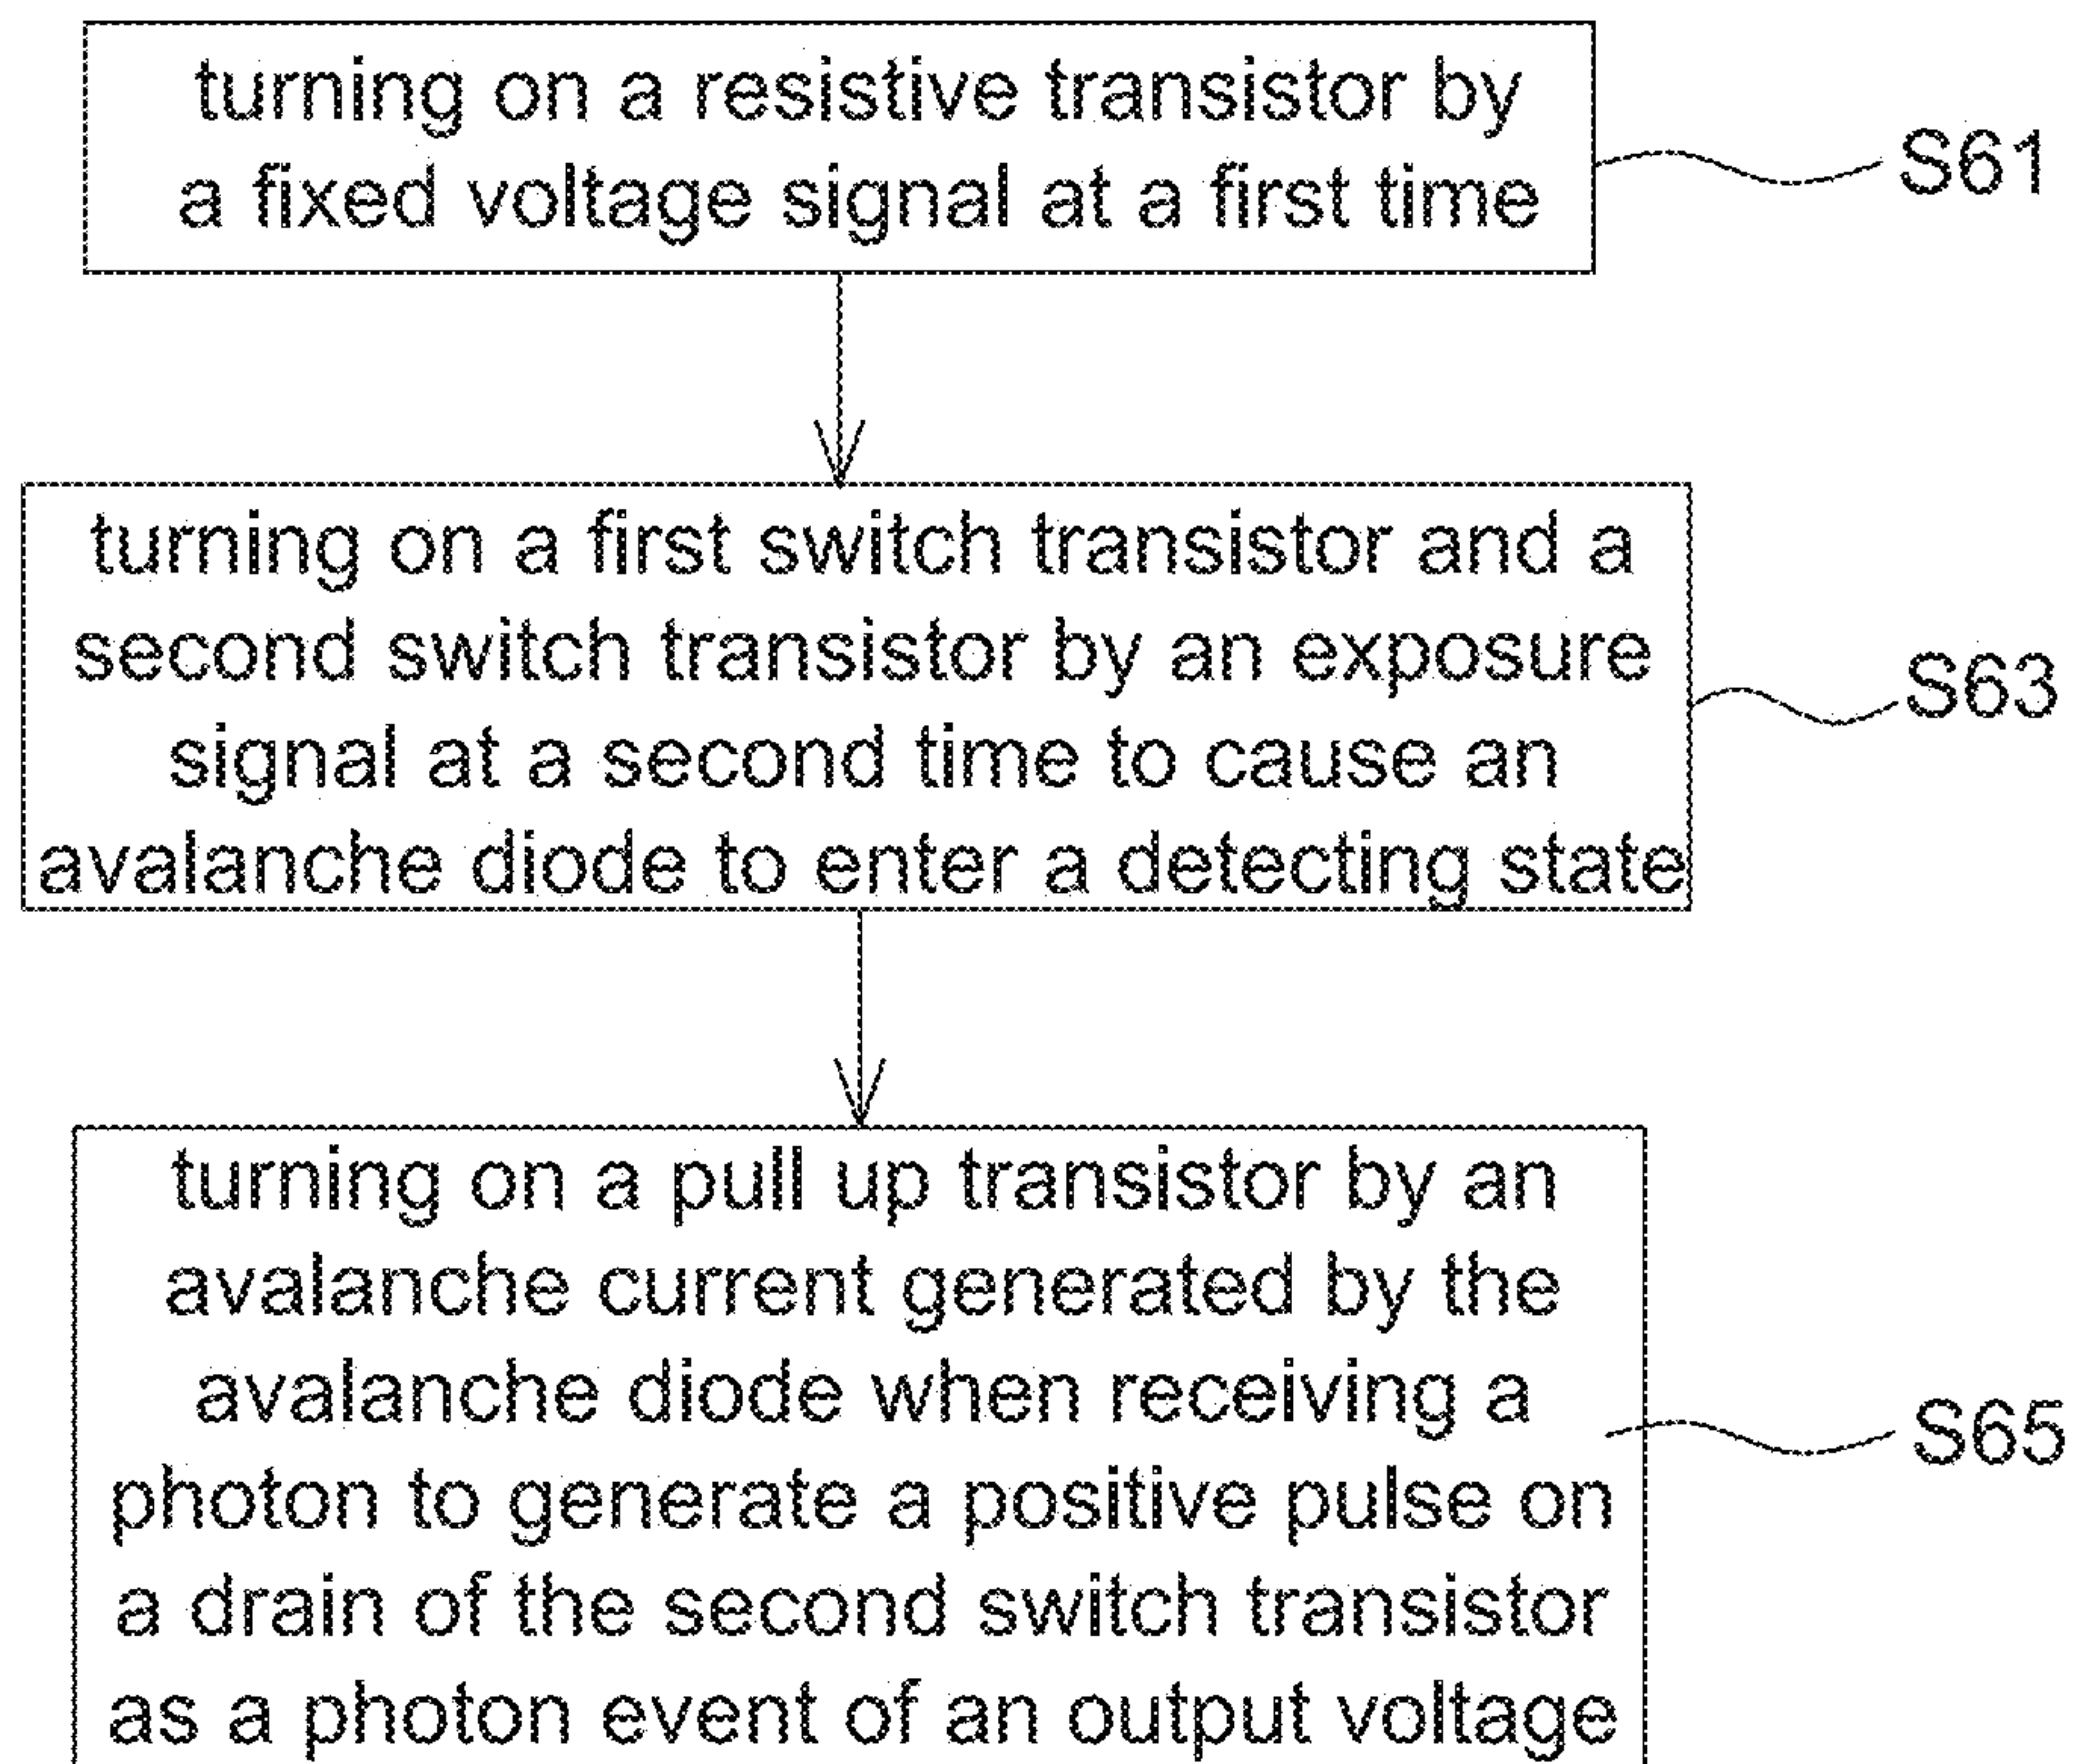 turning on a resistive transistor by
a fixed voltage signal at a first time
S61
turning on a first switch transistor and a
second switch transistor by an exposure
signal at a second time to cause an
avalanche diode to enter a detecting state
S63
turning on a pull up transistor by an
avalanche current generated by the
avalanche diode when receiving a
photon to generate a positive pulse on
a drain of the second switch transistor
as a photon event of an output voltage
S65